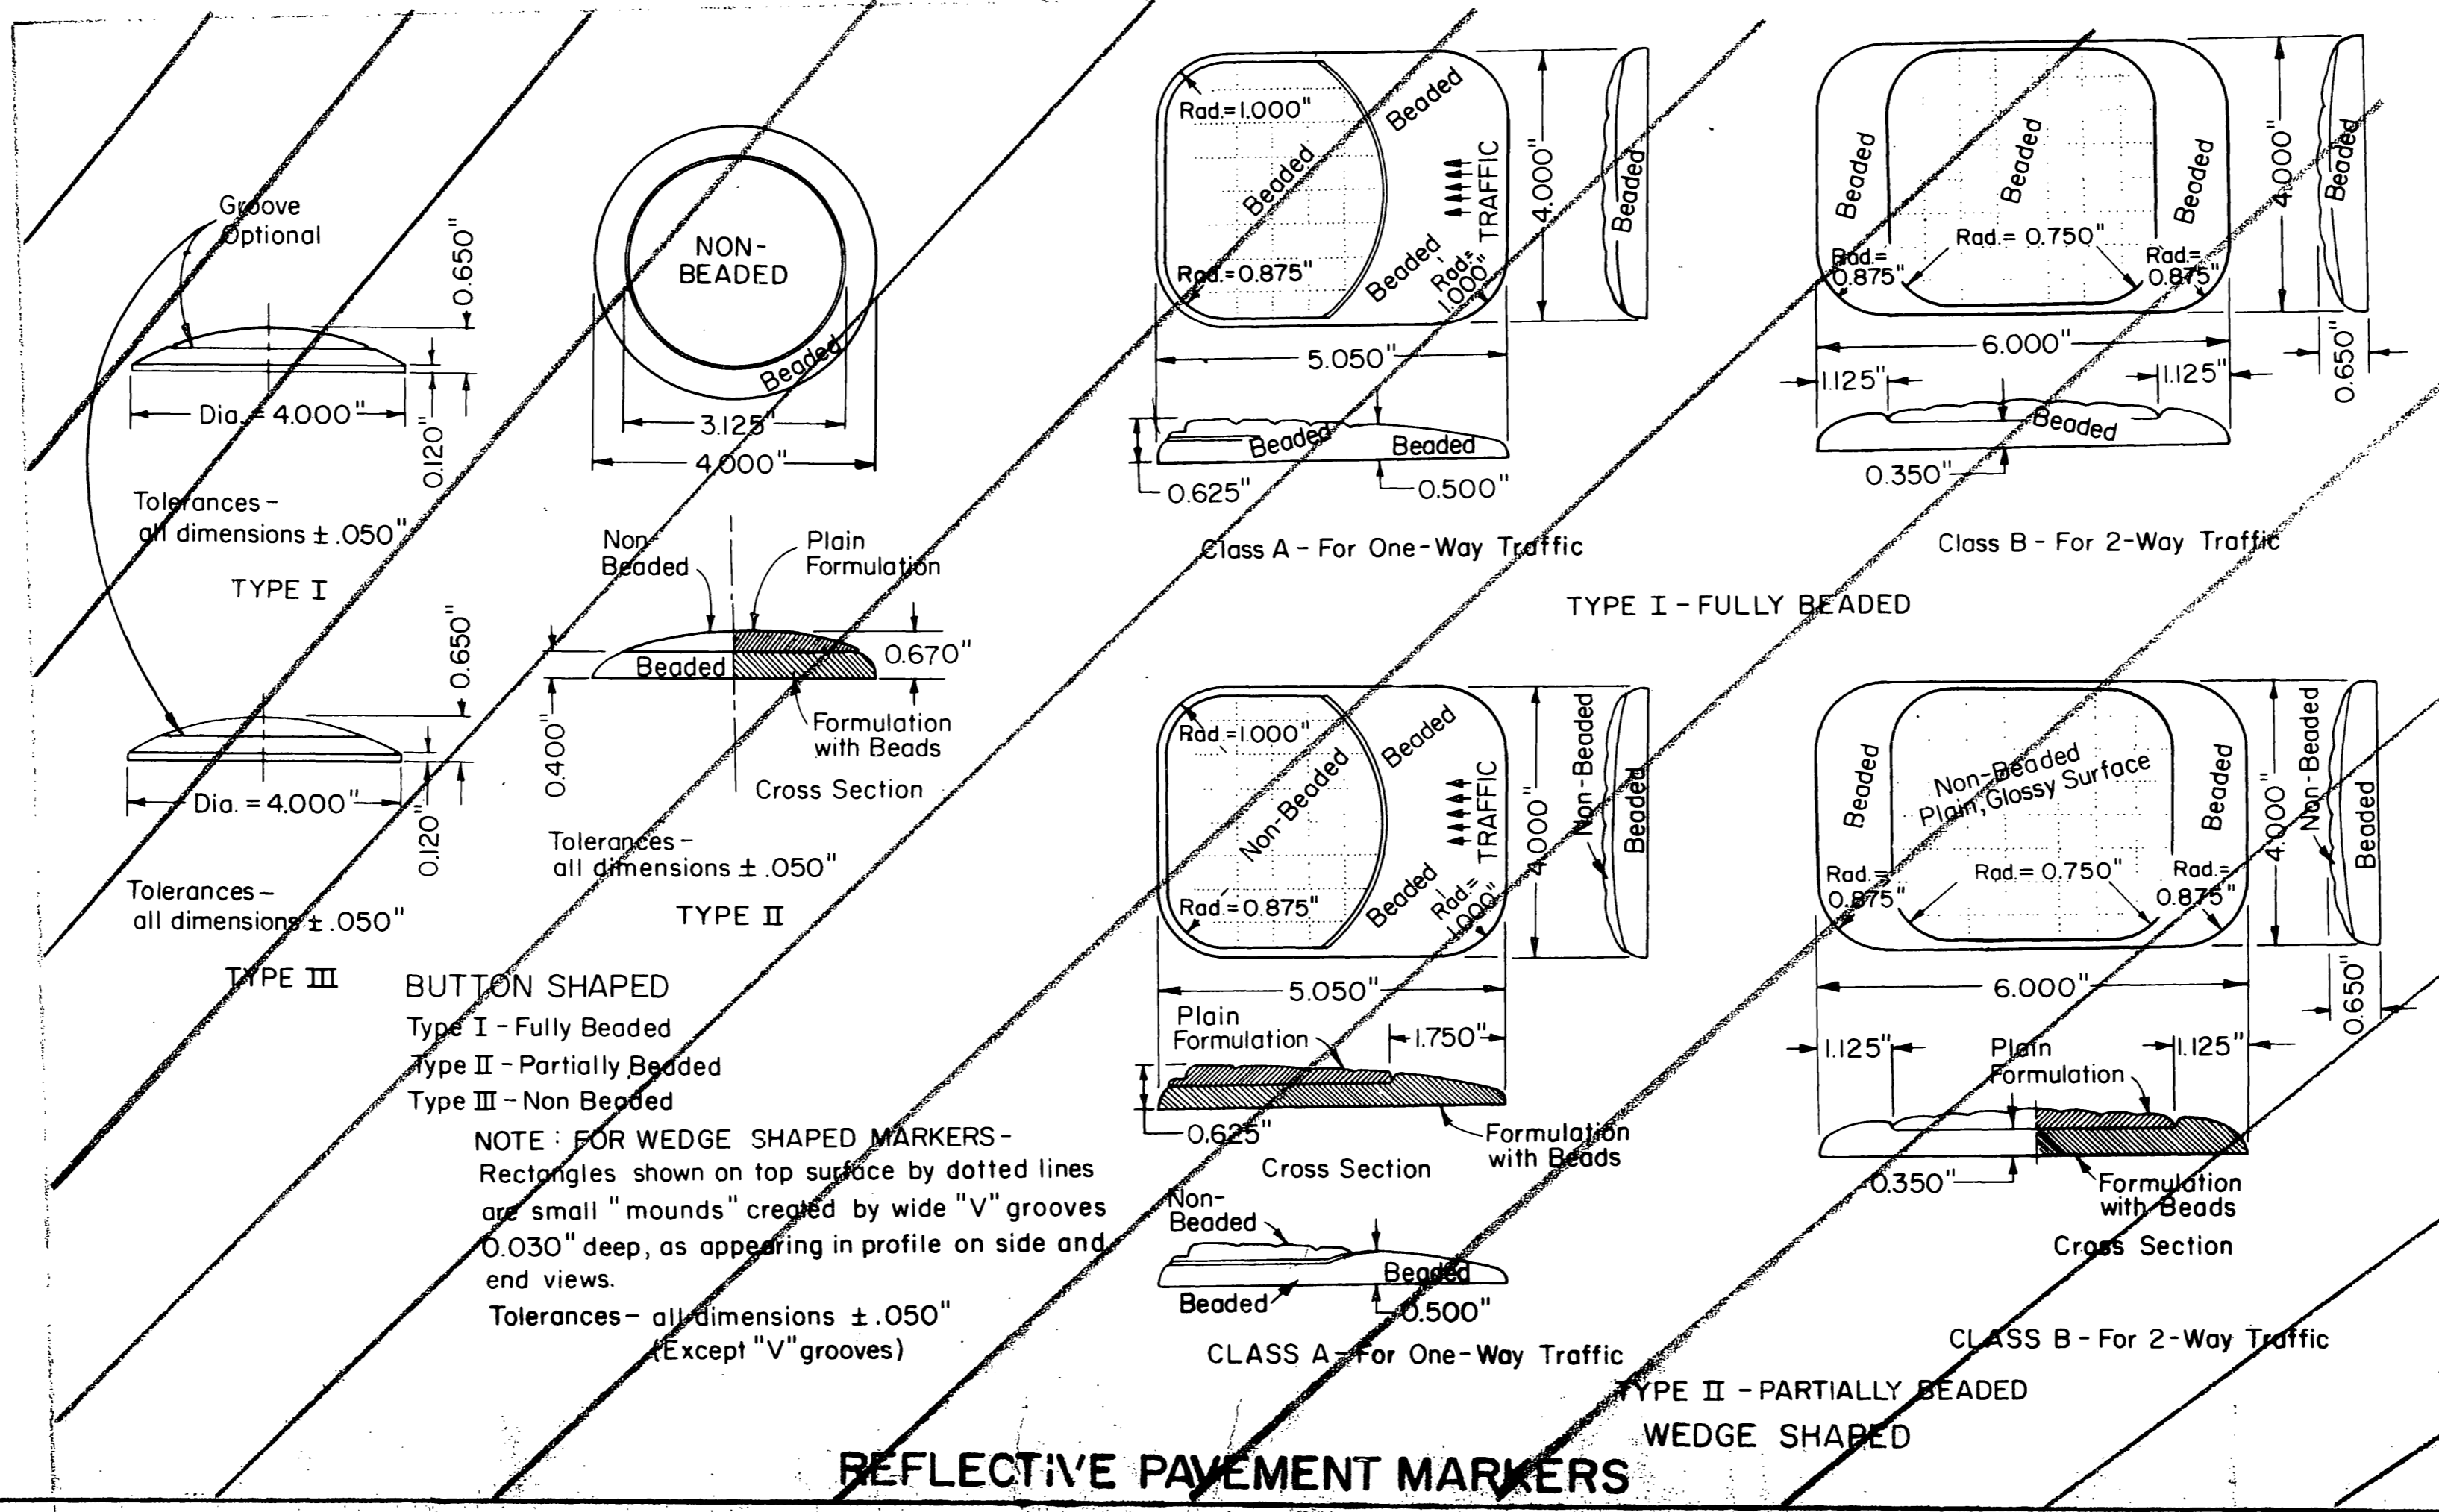 Groove
Optional
0.650"
Dia. = 4.000"
0.120"
Tolerances-
all dimensions ± .050"
TYPE I
0.650"
Dia. = 4.000"
0.120"
Tolerances-
all dimensions ± .050"
TYPE III
NON-
BEADED
Beaded
3.125"
4.000"
Non-
Beaded
Plain
Formulation
Beaded
0.670"
0.400"
Formulation
with Beads
Cross Section
Tolerances-
all dimensions ± .050"
TYPE II
BUTTON SHAPED
Type I - Fully Beaded
Type II - Partially Beaded
Type III - Non Beaded
NOTE : FOR WEDGE SHAPED MARKERS-
Rectangles shown on top surface by dotted lines
are small "mounds" created by wide "V" grooves
0.030" deep, as appearing in profile on side and
end views.
Tolerances- all dimensions ± .050"
(Except "V" grooves)
Rad.=1.000"
Beaded
Beaded
TRAFFIC
Rad.=0.875"
Beaded
Rad.=
1.000"
4.000"
Beaded
5.050"
Beaded
Beaded
0.625"
0.500"
Class A - For One-Way Traffic
Beaded
Beaded
Beaded
Rad.= 0.750"
Rad.=
0.875"
Rad.=
0.875"
4.000"
Beaded
6.000"
0.650"
1.125"
1.125"
Beaded
0.350"
Class B - For 2-Way Traffic
TYPE I - FULLY BEADED
Rad.=1.000"
Non-Beaded
Beaded
TRAFFIC
Rad.=0.875"
Beaded
Rad.=
1.000"
4.000"
Non-Beaded
Beaded
5.050"
Plain
Formulation
1.750"
0.625"
Formulation
with Beads
Cross Section
Non-
Beaded
Beaded
Beaded
0.500"
CLASS A - For One-Way Traffic
Beaded
Non-Beaded
Plain, Glossy Surface
Beaded
Rad.=
0.875"
Rad.= 0.750"
Rad.=
0.875"
4.000"
Non-Beaded
Beaded
6.000"
0.650"
1.125"
Plain
Formulation
1.125"
0.350"
Formulation
with Beads
Cross Section
CLASS B - For 2-Way Traffic
TYPE II - PARTIALLY BEADED
WEDGE SHAPED
REFLECTIVE PAVEMENT MARKERS